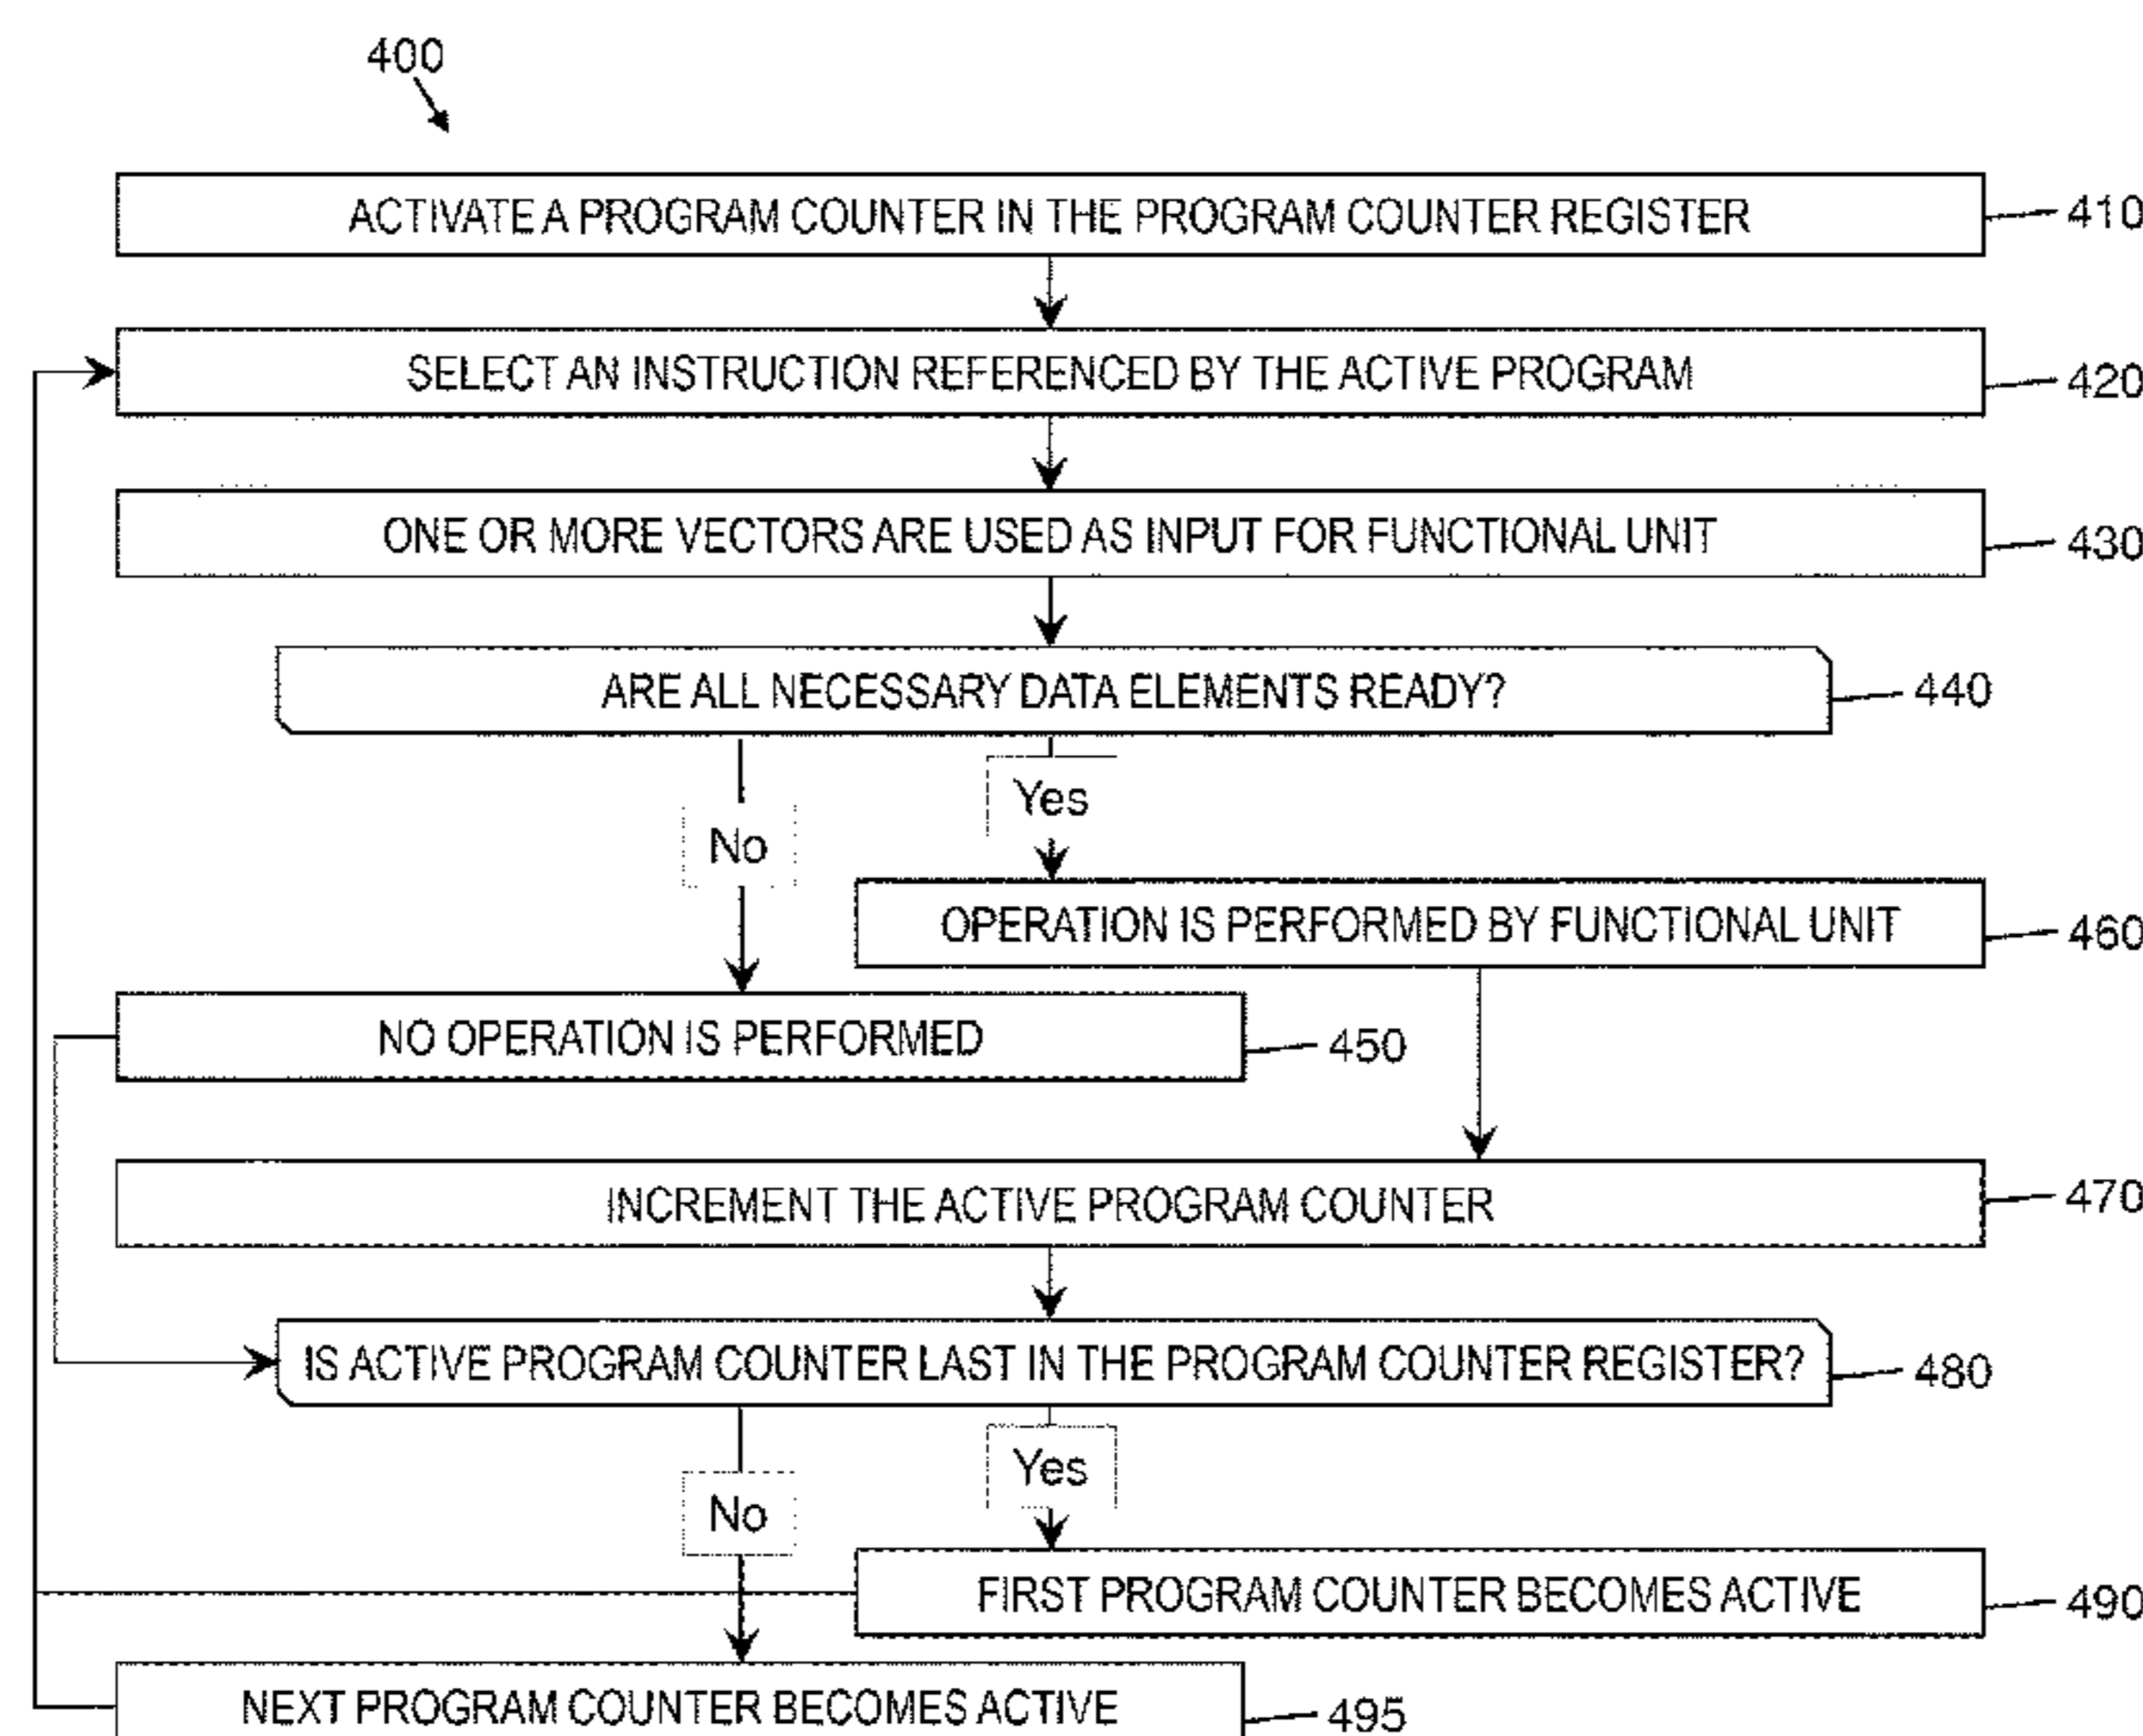 400
ACTIVATE A PROGRAM COUNTER IN THE PROGRAM COUNTER REGISTER
410
SELECT AN INSTRUCTION REFERENCED BY THE ACTIVE PROGRAM
420
ONE OR MORE VECTORS ARE USED AS INPUT FOR FUNCTIONAL UNIT
430
ARE ALL NECESSARY DATA ELEMENTS READY?
440
Yes
No
OPERATION IS PERFORMED BY FUNCTIONAL UNIT
460
NO OPERATION IS PERFORMED
450
INCREMENT THE ACTIVE PROGRAM COUNTER
470
IS ACTIVE PROGRAM COUNTER LAST IN THE PROGRAM COUNTER REGISTER?
480
Yes
No
FIRST PROGRAM COUNTER BECOMES ACTIVE
490
NEXT PROGRAM COUNTER BECOMES ACTIVE
495